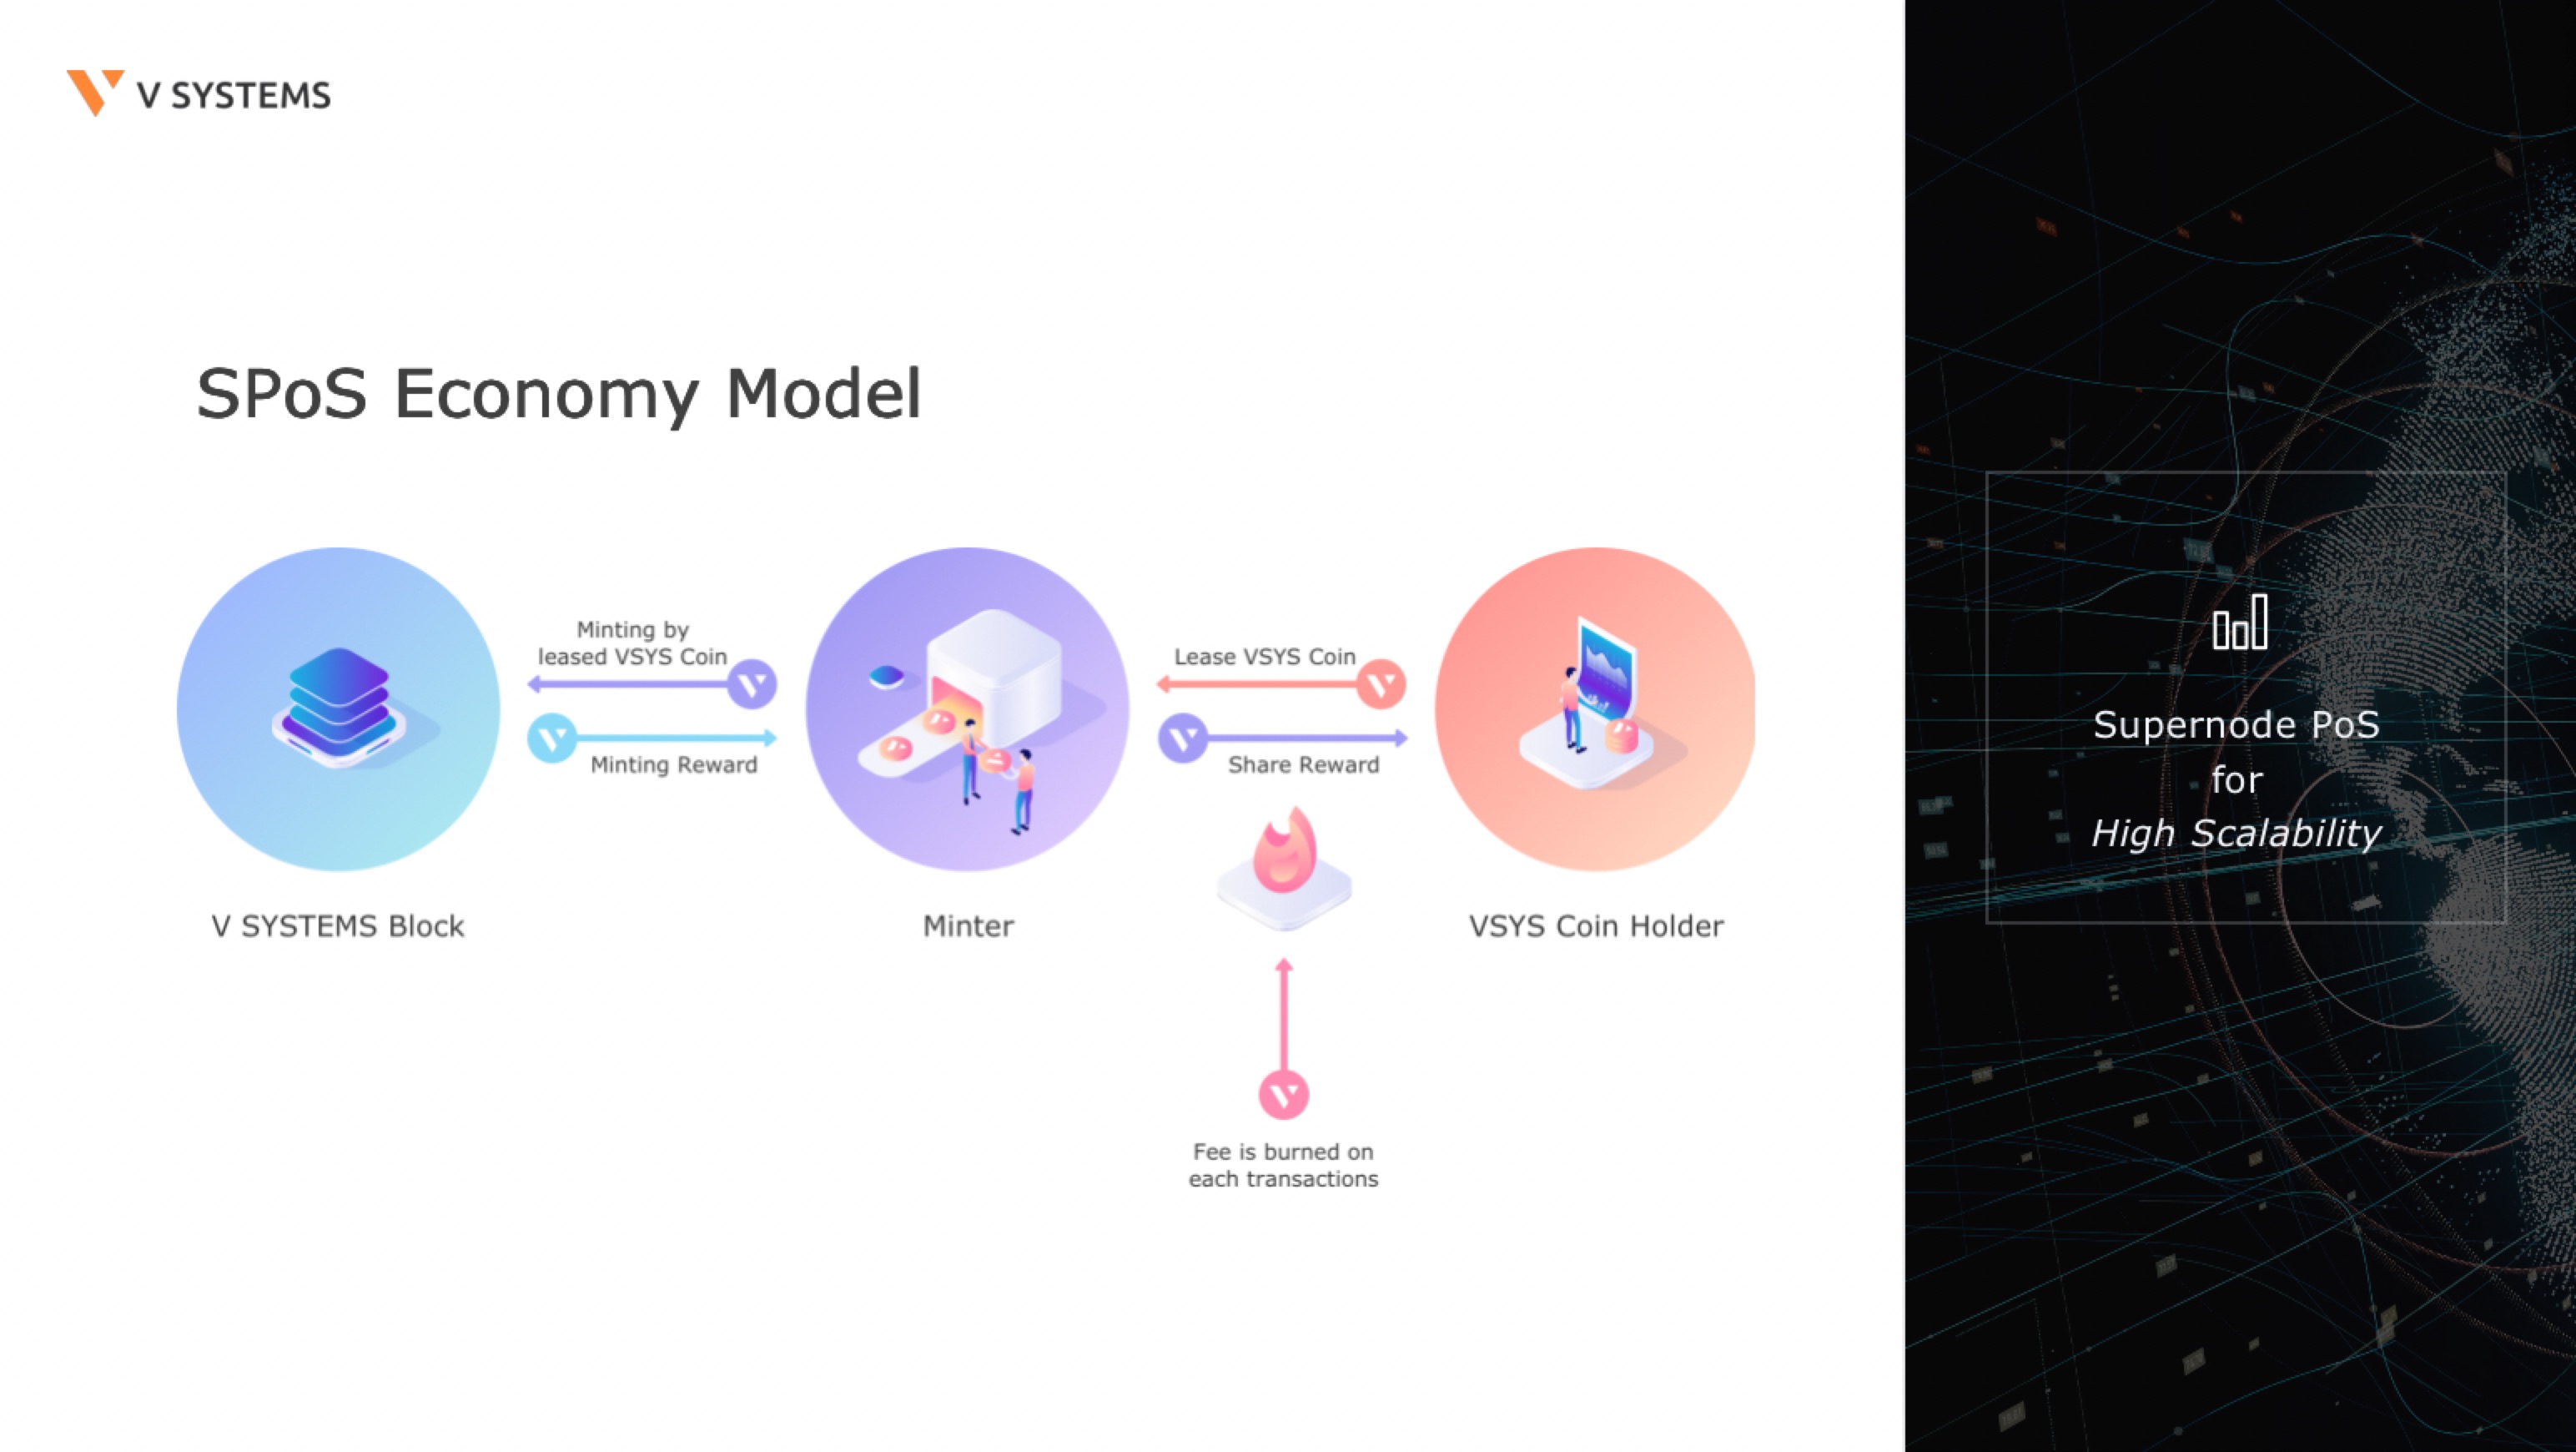 V SYSTEMS
SPoS Economy Model
Minting by
leased VSYS Coin
Minting Reward
Lease VSYS Coin
Share Reward
V SYSTEMS Block
Minter
VSYS Coin Holder
Fee is burned on
each transactions
Supernode PoS
for
High Scalability